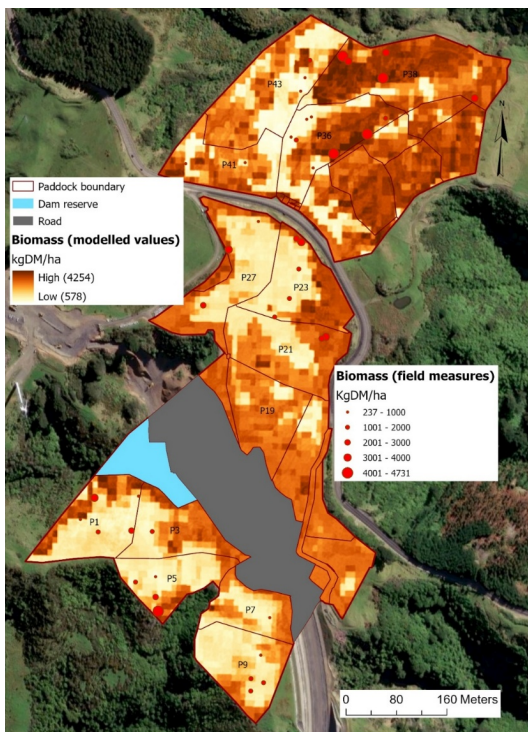 P43
P38
P36
P41
N
Paddock boundary
Dam reserve
Road
Biomass (modelled values)
kgDM/ha
High (4254)
Low (578)
P27
P23
P21
P19
Biomass (field measures)
KgDM/ha
237 - 1000
1001 - 2000
2001 - 3000
3001 - 4000
4001 - 4731
P1
P3
P5
P7
P9
0 80 160 Meters